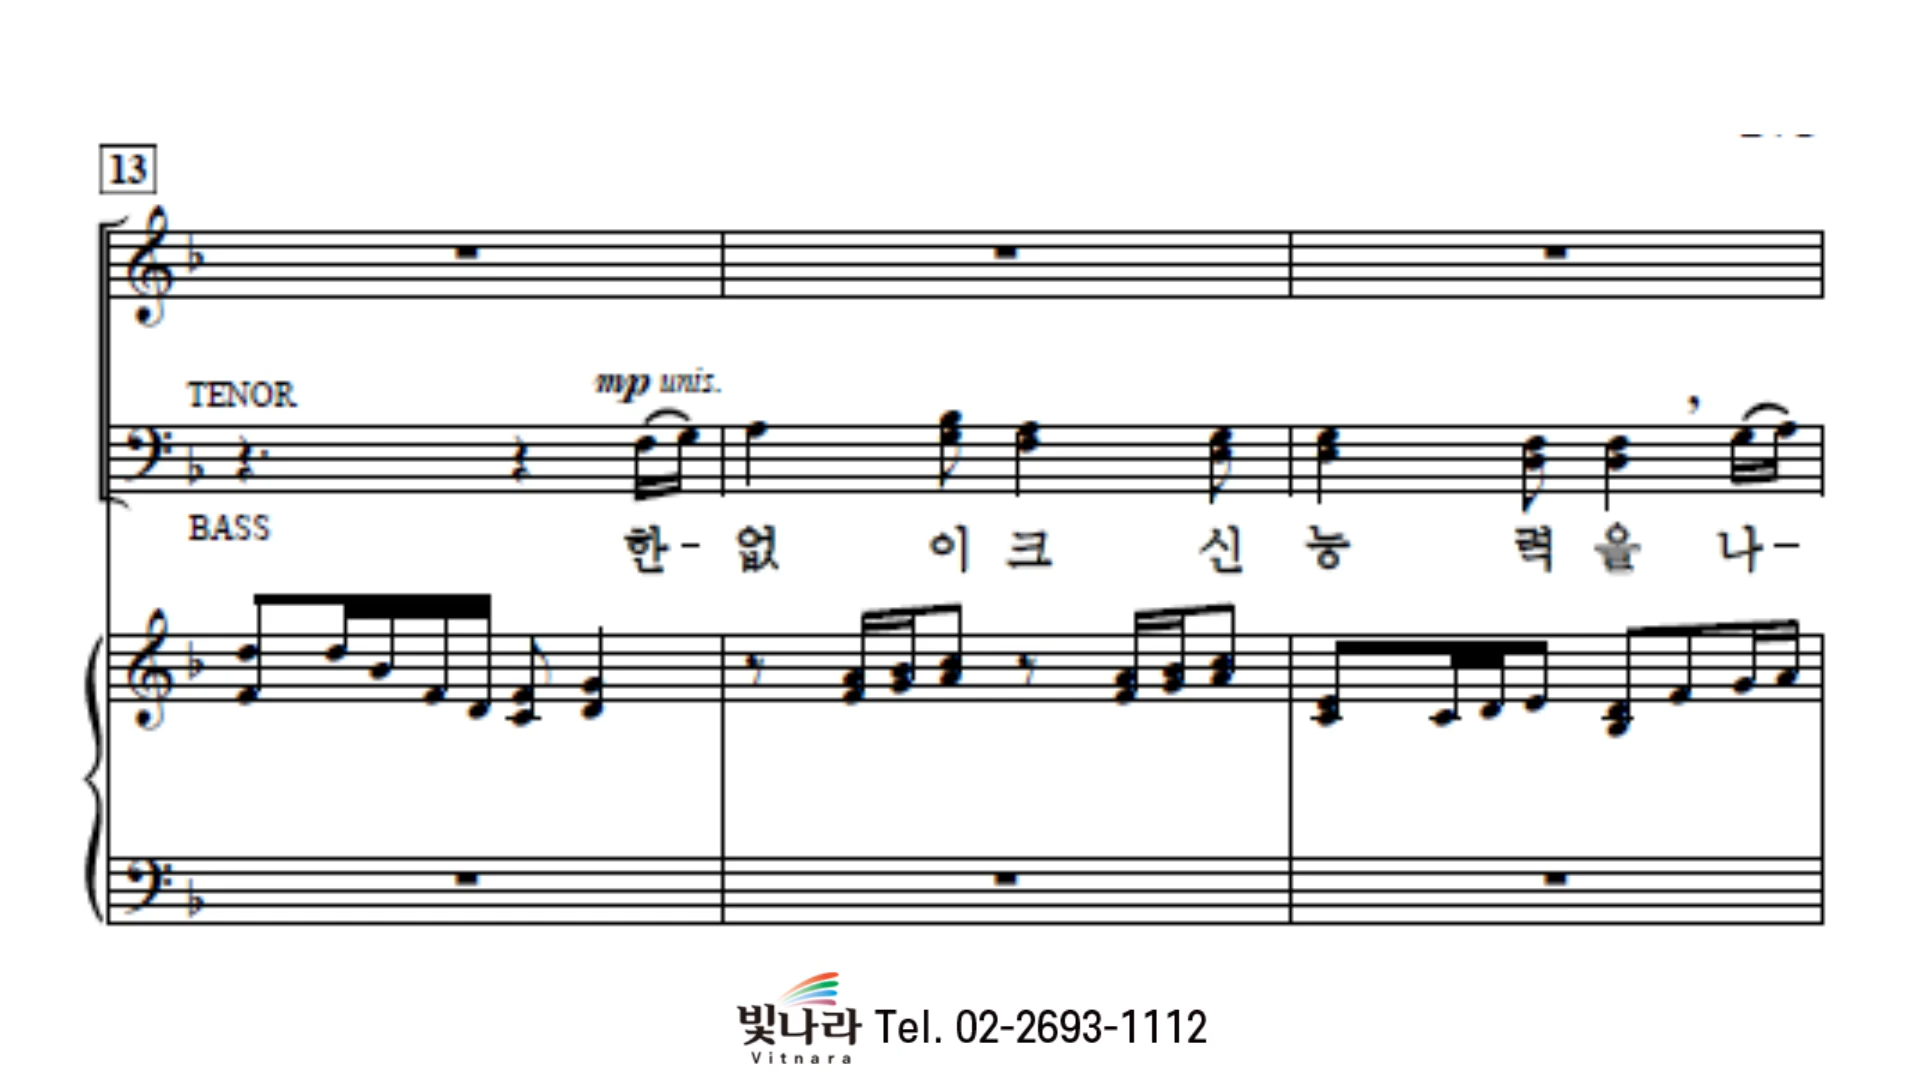 13
TENOR
mp unis.
BASS
한- 없 이 크 신 능 력 을 나-
빛나라 Tel. 02-2693-1112
Vitnara